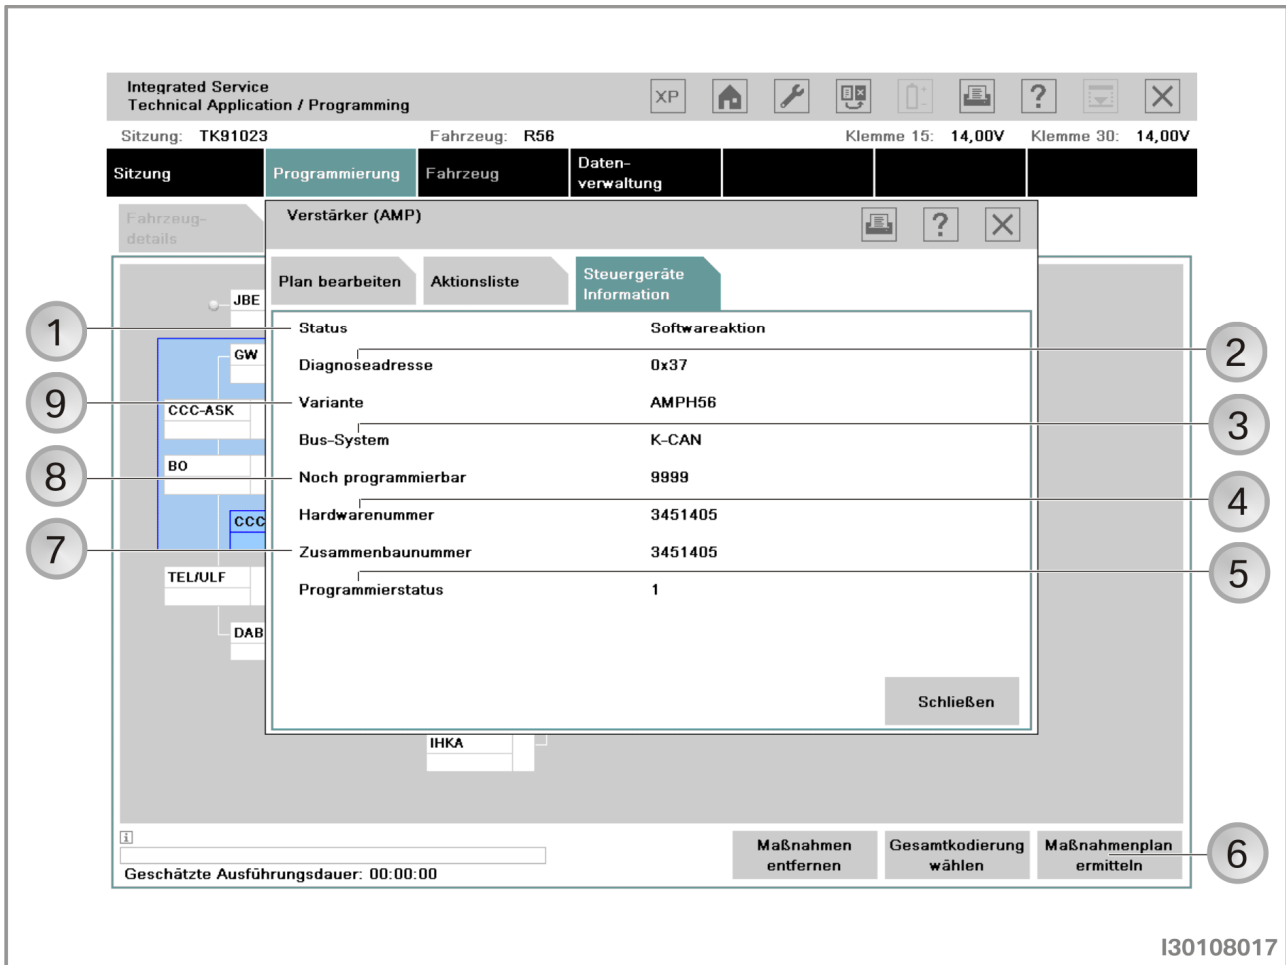 Integrated Service
Technical Application / Programming
XP
?
Sitzung: TK91023 Fahrzeug: R56 Klemme 15: 14,00V Klemme 30: 14,00V
Sitzung Programmierung Fahrzeug Daten-
verwaltung
Fahrzeug-
details
Verstärker (AMP)
?
Plan bearbeiten Aktionsliste Steuergeräte
Information
JBE
GW
CCC-ASK
BO
CCC
TEL/ULF
DAB
IHKA
1
Status Softwareaktion
2
Diagnoseadresse 0x37
9
Variante AMPH56
3
Bus-System K-CAN
8
Noch programmierbar 9999
4
Hardwarenummer 3451405
7
Zusammenbaunummer 3451405
5
Programmierstatus 1
Schließen
i
Maßnahmen
entfernen
Gesamtkodierung
wählen
Maßnahmenplan
ermitteln
6
Geschätzte Ausführungsdauer: 00:00:00
I30108017